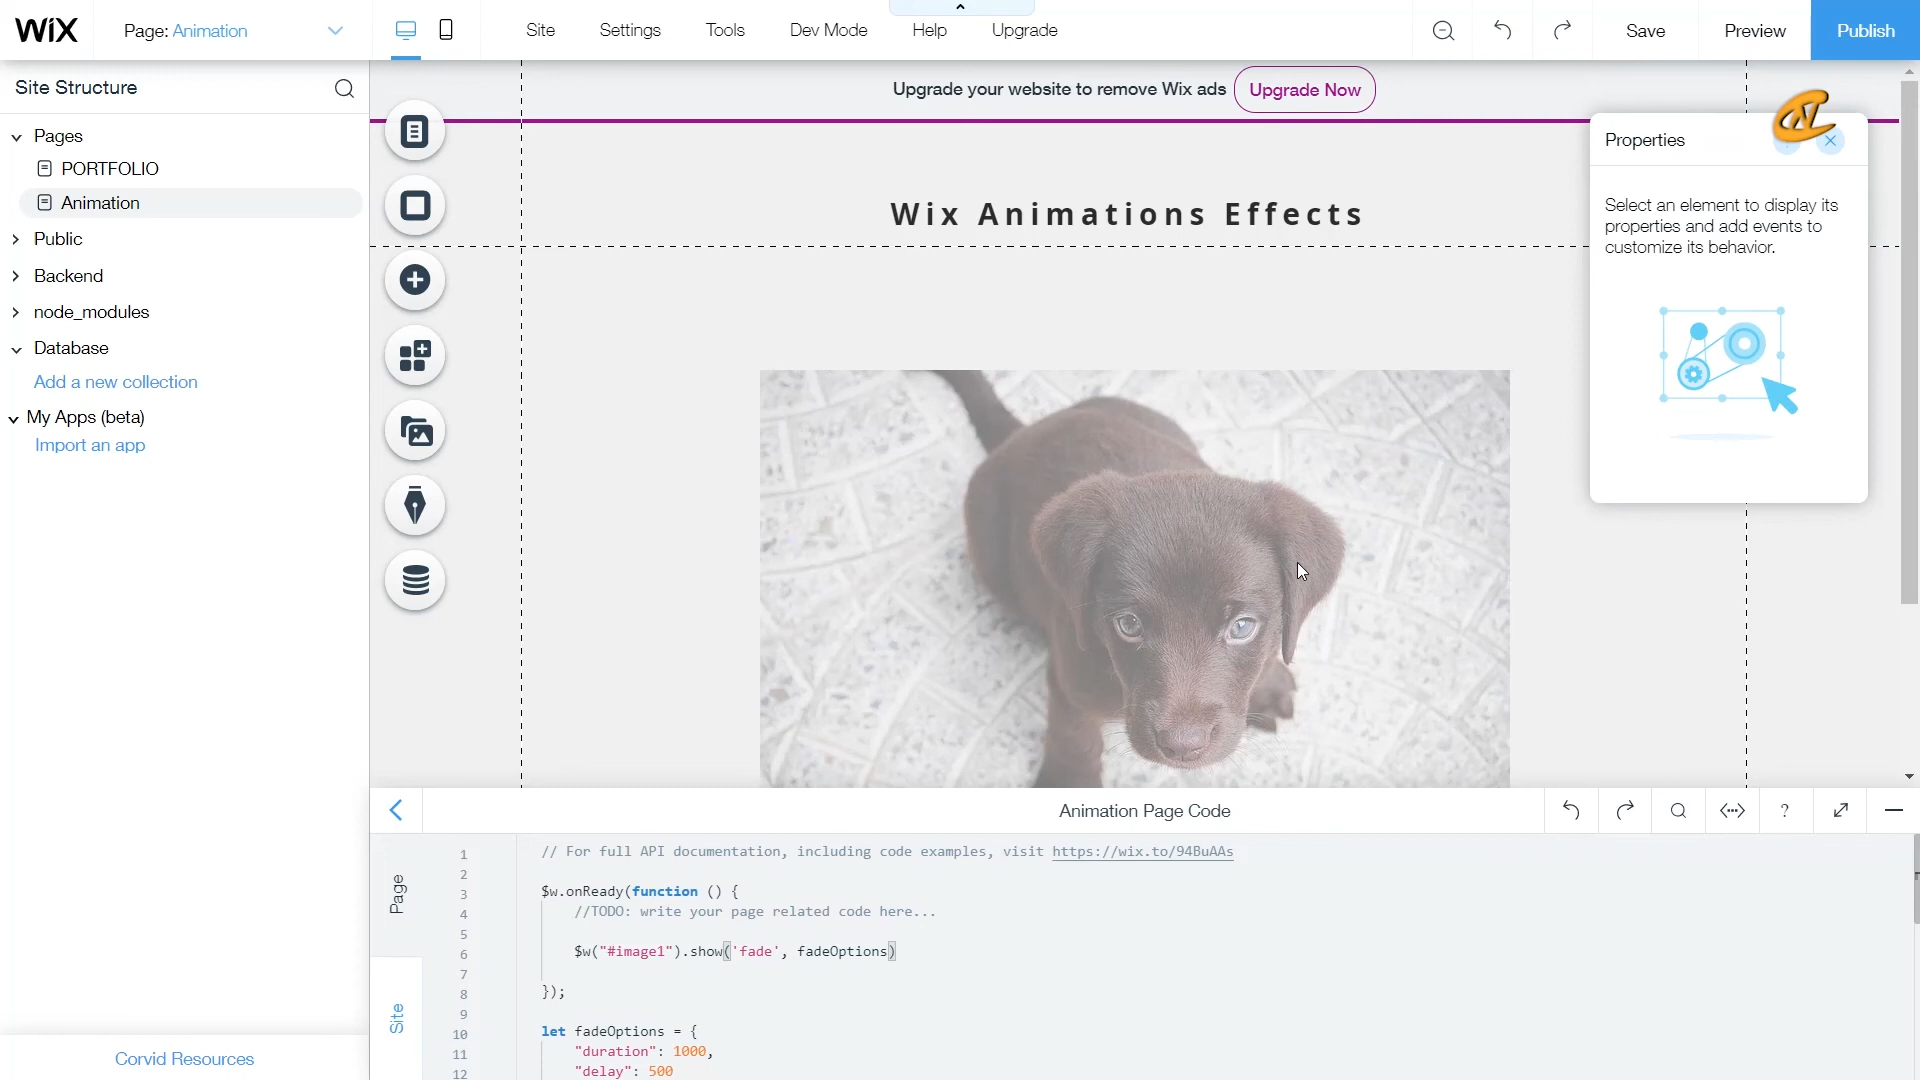 WiX
Page: Animation
Site
Settings
Tools
Dev Mode
Help
Upgrade
Save
Preview
Publish
Site Structure
Pages
PORTFOLIO
Animation
Public
Backend
node_modules
Database
Add a new collection
My Apps (beta)
Import an app
Corvid Resources
Upgrade your website to remove Wix ads
Upgrade Now
Wix Animations Effects
Properties
Select an element to display its
properties and add events to
customize its behavior.
Animation Page Code
?
Page
Site
1 // For full API documentation, including code examples, visit https://wix.to/94BuAAs
2
3 $w.onReady(function () {
4 //TODO: write your page related code here...
5
6 $w("#image1").show('fade', fadeOptions)
7
8 });
9
10 let fadeOptions = {
11 "duration": 1000,
12 "delay": 500